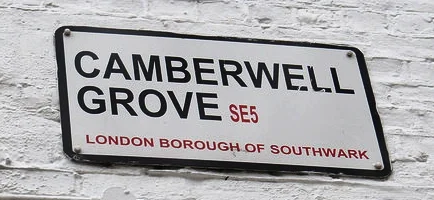 CAMBERWELL
GROVE SE5
LONDON BOROUGH OF SOUTHWARK